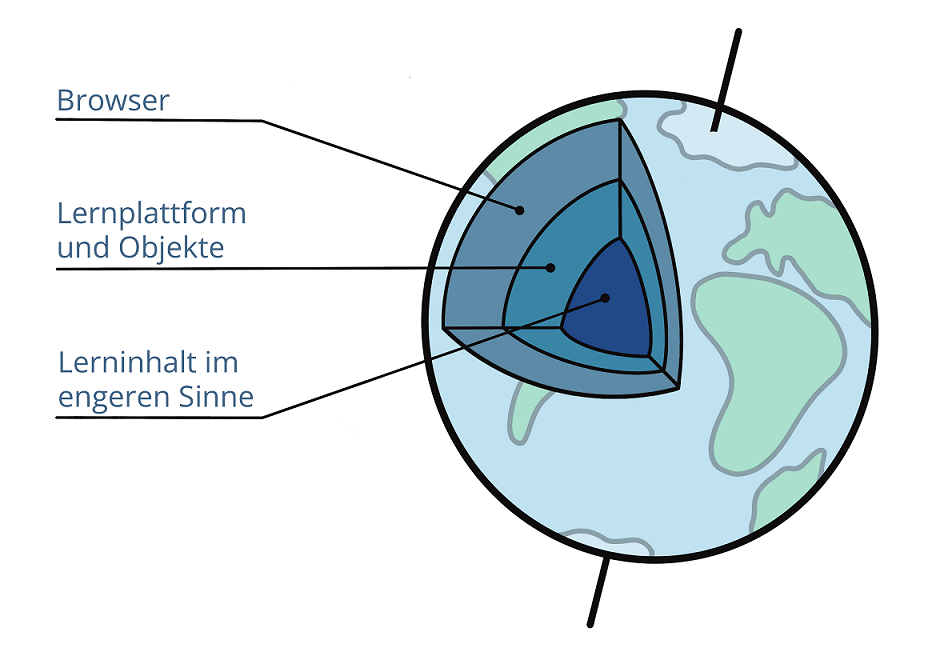 Browser
Lernplattform
und Objekte
Lerninhalt im
engeren Sinne